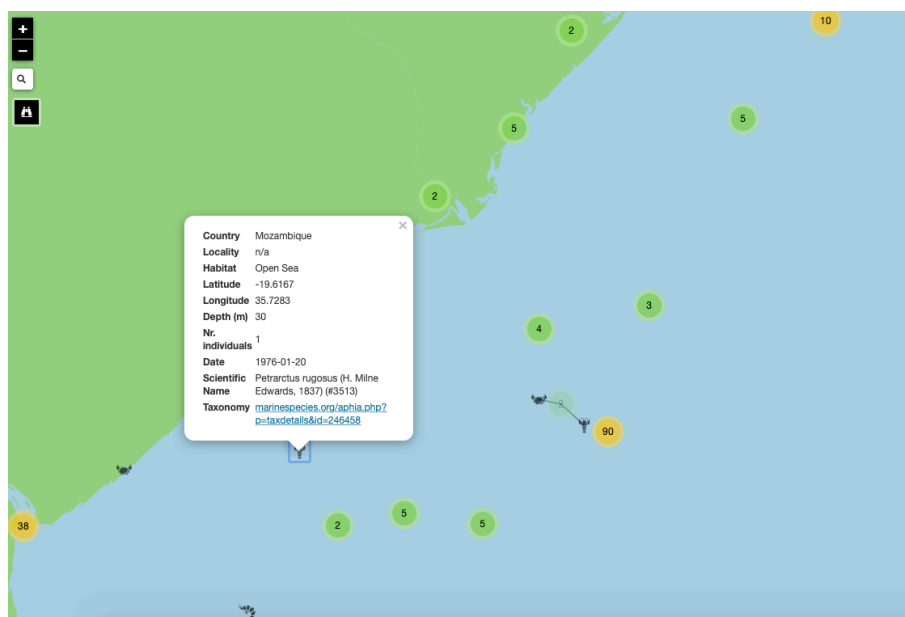 +
−
2
10
5
5
2
Country Mozambique
Locality n/a
Habitat Open Sea
Latitude -19.6167
Longitude 35.7283
Depth (m) 30
Nr.
individuals 1
Date 1976-01-20
Scientific Petrarctus rugosus (H. Milne
Name Edwards, 1837) (#3513)
Taxonomy marinespecies.org/aphia.php?
p=taxdetails&id=246458
×
3
4
2
90
38
2
5
5